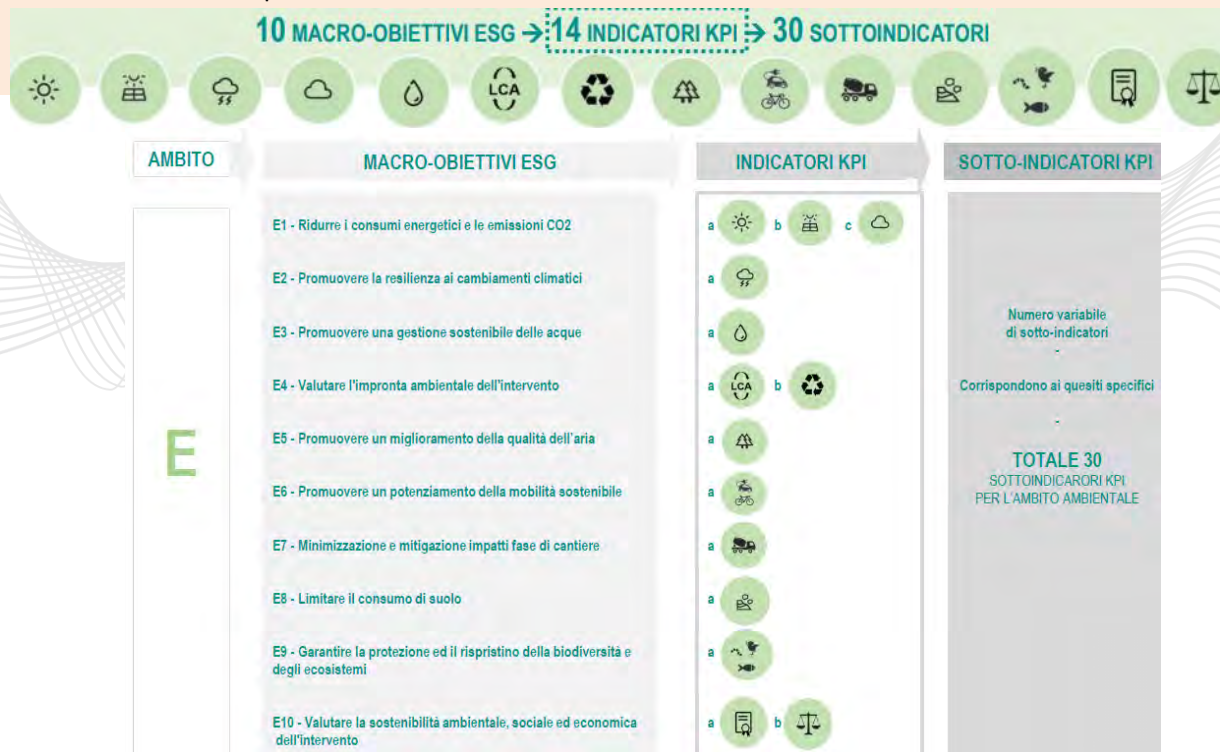 10 MACRO-OBIETTIVI ESG → 14 INDICATORI KPI → 30 SOTTOINDICATORI
LCA
AMBITO
MACRO-OBIETTIVI ESG
INDICATORI KPI
SOTTO-INDICATORI KPI
E
E1 - Ridurre i consumi energetici e le emissioni CO2
a b c
E2 - Promuovere la resilienza ai cambiamenti climatici
a
E3 - Promuovere una gestione sostenibile delle acque
a
E4 - Valutare l'impronta ambientale dell'intervento
a LCA b
E5 - Promuovere un miglioramento della qualità dell'aria
a
E6 - Promuovere un potenziamento della mobilità sostenibile
a
E7 - Minimizzazione e mitigazione impatti fase di cantiere
a
E8 - Limitare il consumo di suolo
a
E9 - Garantire la protezione ed il rispristino della biodiversità e
degli ecosistemi
a
E10 - Valutare la sostenibilità ambientale, sociale ed economica
dell'intervento
a b
Numero variabile
di sotto-indicatori
-
Corrispondono ai quesiti specifici
-
TOTALE 30
SOTTOINDICARORI KPI
PER L'AMBITO AMBIENTALE